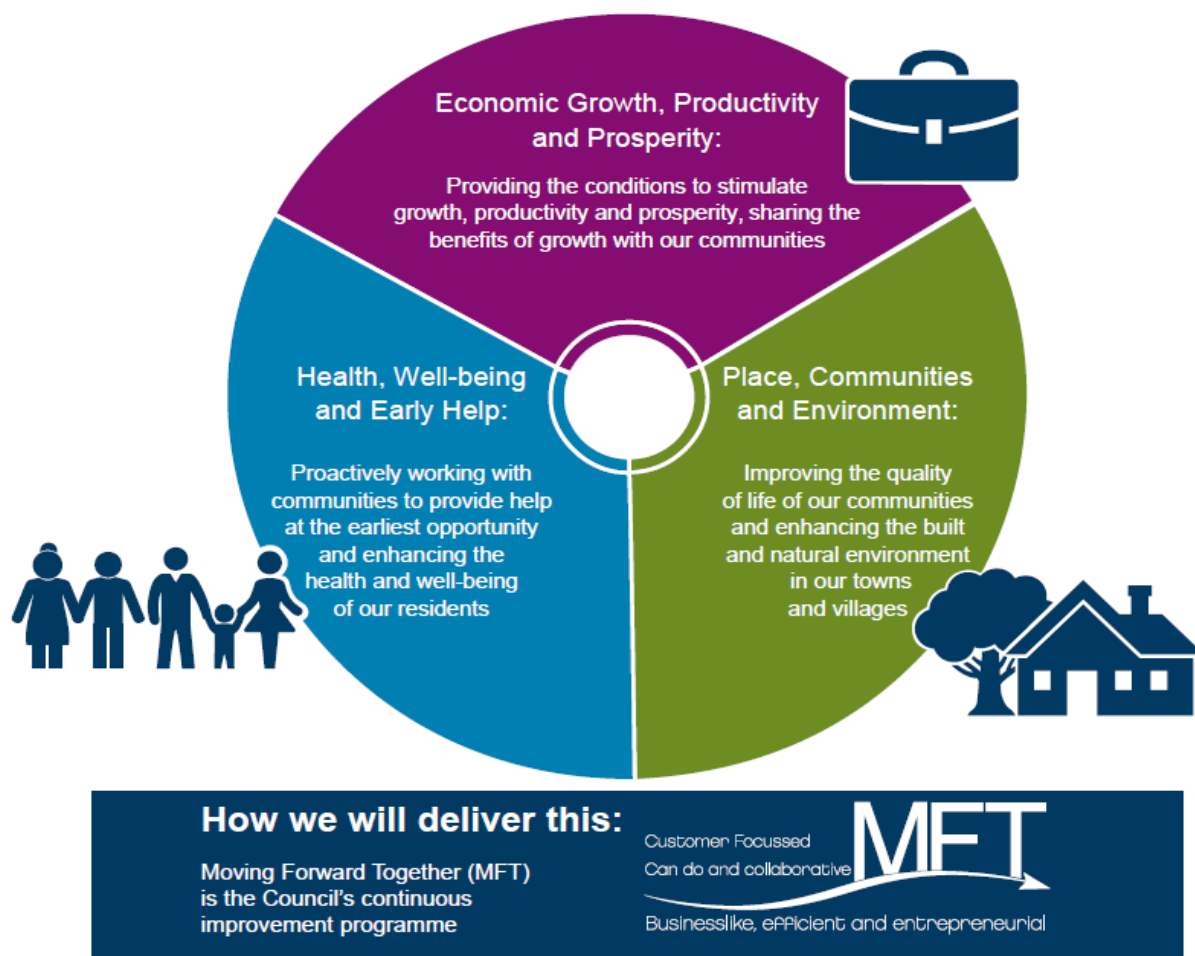 Economic Growth, Productivity
and Prosperity:
Providing the conditions to stimulate
growth, productivity and prosperity, sharing the
benefits of growth with our communities
Health, Well-being
and Early Help:
Proactively working with
communities to provide help
at the earliest opportunity
and enhancing the
health and well-being
of our residents
Place, Communities
and Environment:
Improving the quality
of life of our communities
and enhancing the built
and natural environment
in our towns
and villages
How we will deliver this:
Moving Forward Together (MFT)
is the Council's continuous
improvement programme
Customer Focussed
Can do and collaborative
MFT
Businesslike, efficient and entrepreneurial